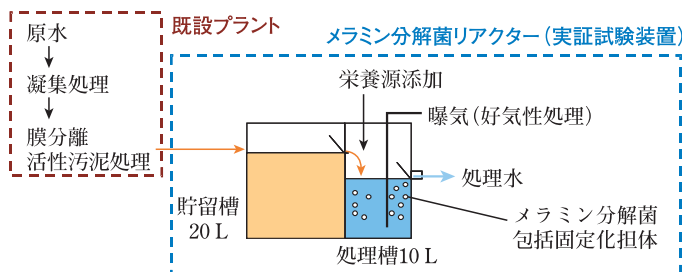 既設プラント
原水
凝集処理
膜分離
活性汚泥処理
メラミン分解菌リアクター（実証試験装置）
栄養源添加
曝気（好気性処理）
処理水
貯留槽
20 L
処理槽10 L
メラミン分解菌
包括固定化担体